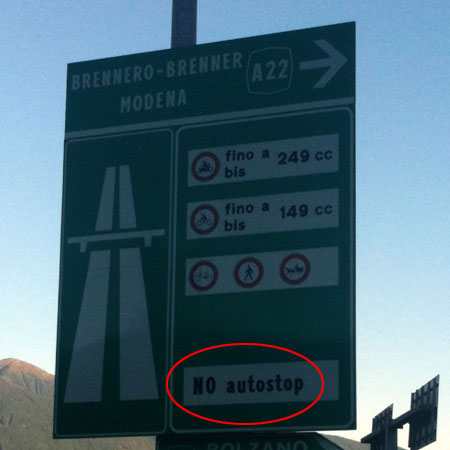 BRENNERO-BRENNER A22
MODENA
fino a 249 cc
bis
fino a 149 cc
bis
NO autostop
BOLZANO